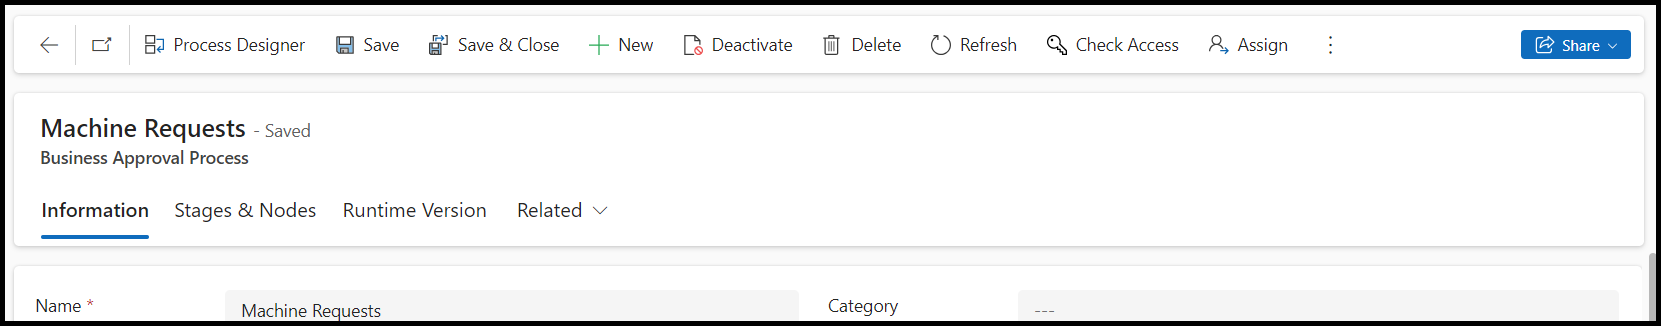 Process Designer Save Save & Close New Deactivate Delete Refresh Check Access Assign Share
Machine Requests - Saved
Business Approval Process
Information Stages & Nodes Runtime Version Related
Name * Machine Requests Category ---